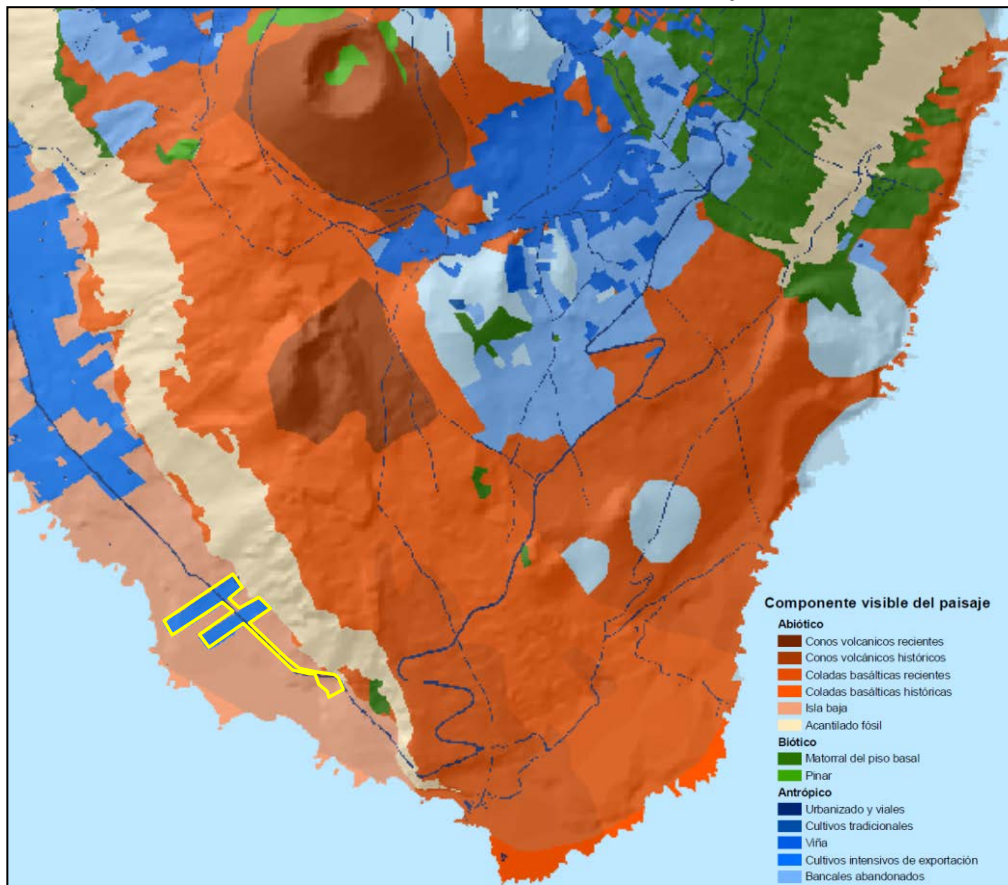 Componente visible del paisaje
Abiótico
Conos volcanicos recientes
Conos volcánicos históricos
Coladas basálticas recientes
Coladas basálticas históricas
Isla baja
Acantilado fósil
Biótico
Matorral del piso basal
Pinar
Antrópico
Urbanizado y viales
Cultivos tradicionales
Viña
Cultivos intensivos de exportación
Bancales abandonados